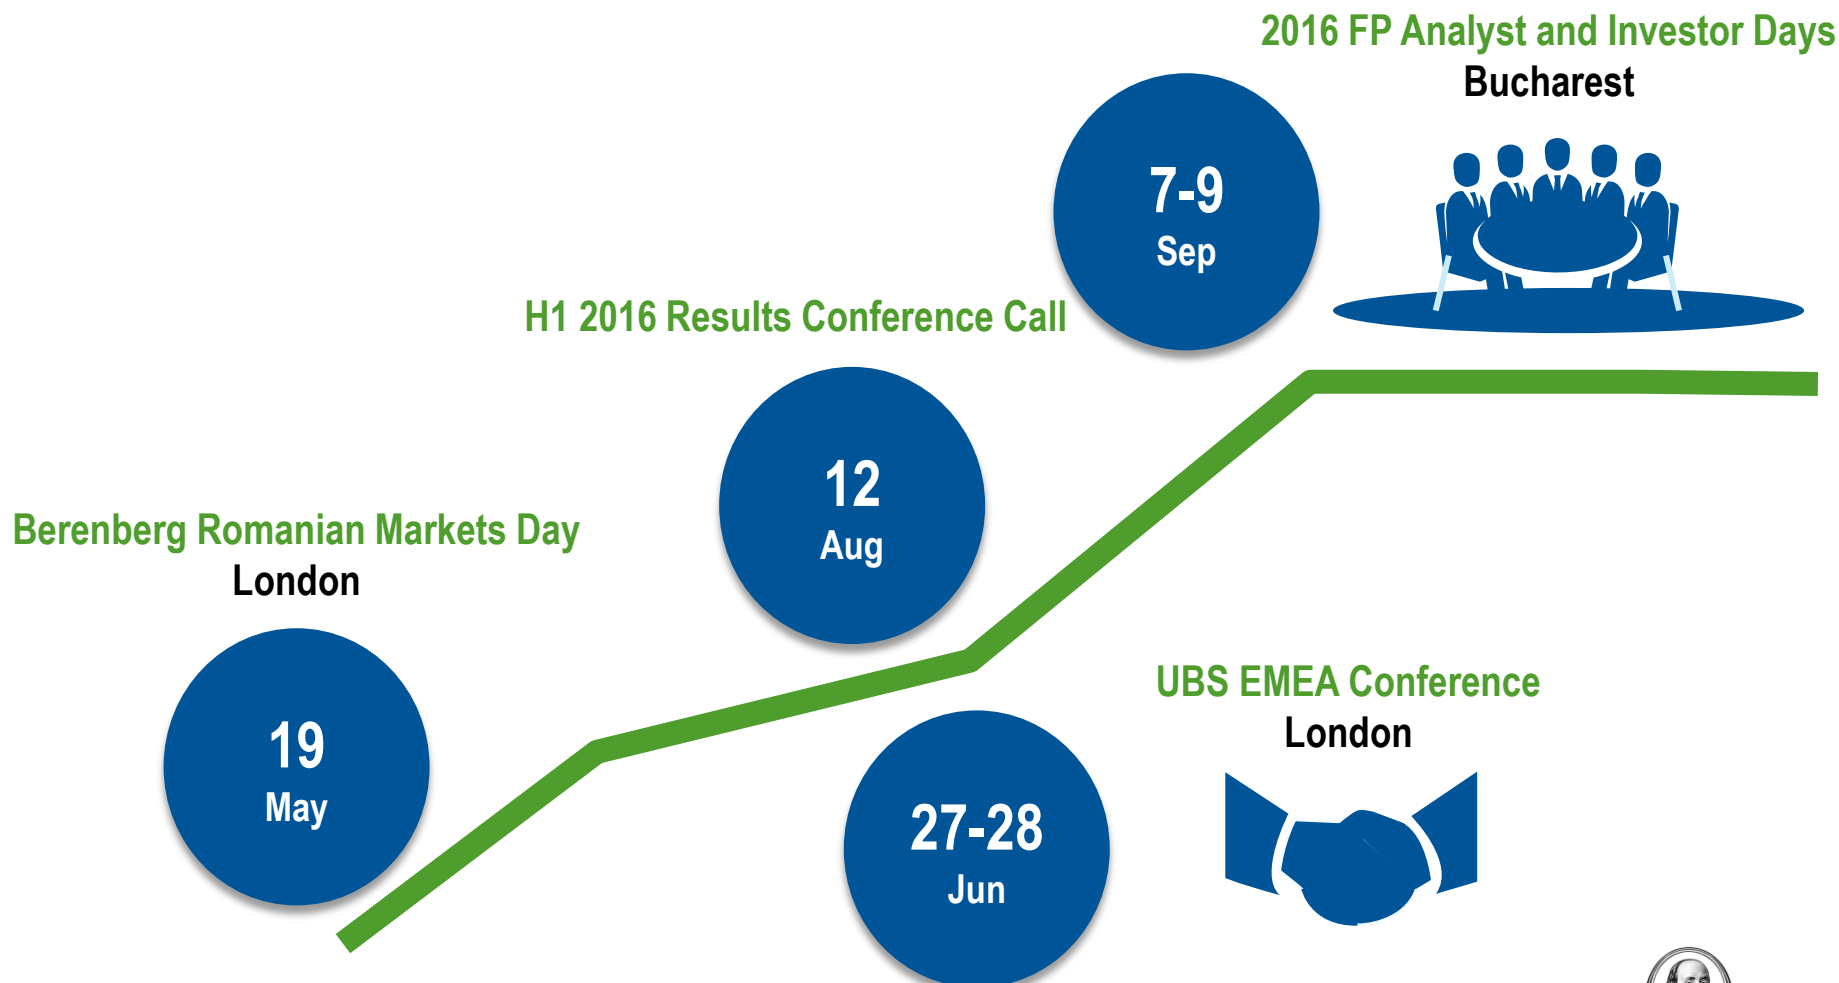 2016 FP Analyst and Investor Days
Bucharest
7-9
Sep
H1 2016 Results Conference Call
12
Aug
Berenberg Romanian Markets Day
London
19
May
UBS EMEA Conference
London
27-28
Jun